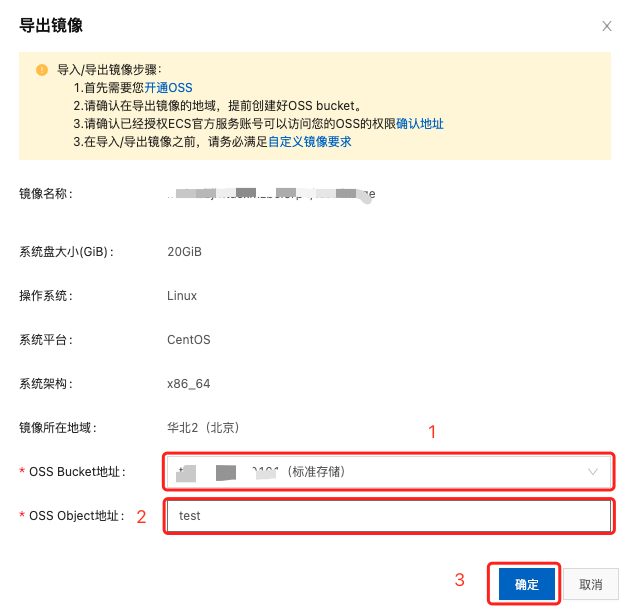 导出镜像
导入/导出镜像步骤:
1.首先需要您开通OSS
2.请确认在导出镜像的地域，提前创建好OSS bucket。
3.请确认已经授权ECS官方服务账号可以访问您的OSS的权限确认地址
3.在导入/导出镜像之前，请务必满足自定义镜像要求
镜像名称:
系统盘大小(GiB):　20GiB
操作系统:　Linux
系统平台:　CentOS
系统架构:　x86_64
镜像所在地域:　华北2（北京）
1
* OSS Bucket地址:　（标准存储）
* OSS Object地址:　2　test
3　确定　取消